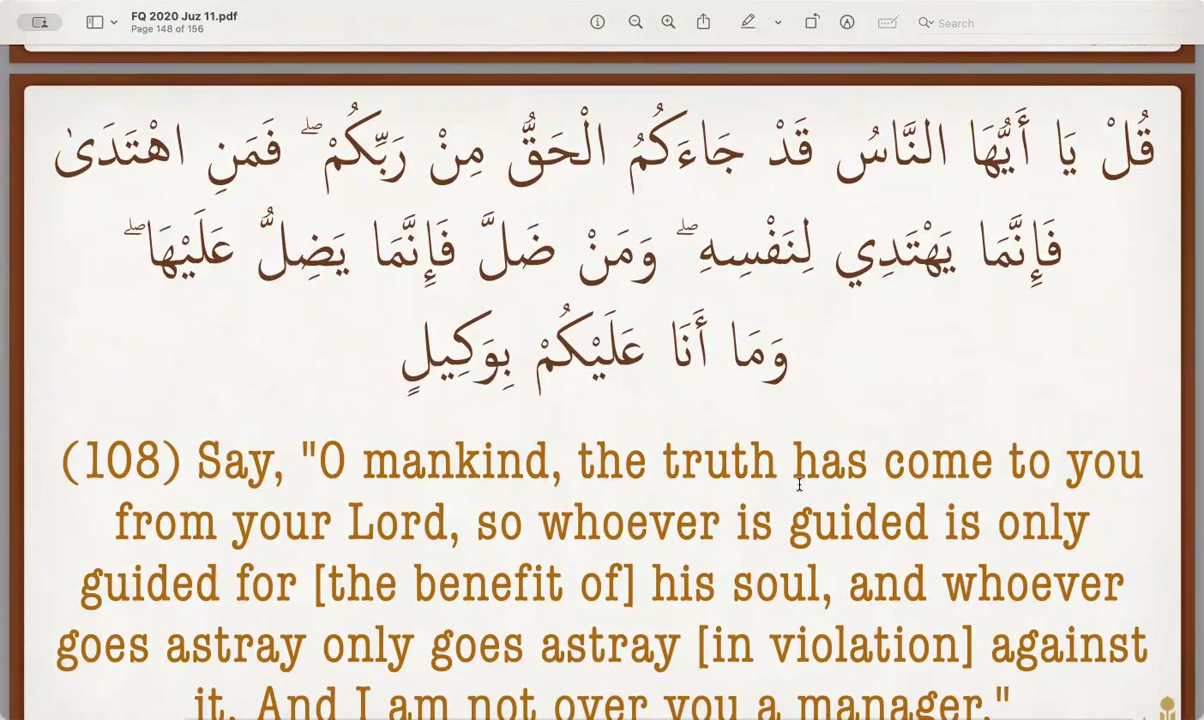 FQ 2020 Juz 11.pdf
Page 148 of 156
Search
قُلْ يَا أَيُّهَا النَّاسُ قَدْ جَاءَكُمُ الْحَقُّ مِنْ رَبِّكُمْ ۖ فَمَنِ اهْتَدَىٰ
فَإِنَّمَا يَهْتَدِي لِنَفْسِهِ ۖ وَمَنْ ضَلَّ فَإِنَّمَا يَضِلُّ عَلَيْهَا ۖ
وَمَا أَنَا عَلَيْكُمْ بِوَكِيلٍ
(108) Say, "O mankind, the truth has come to you
from your Lord, so whoever is guided is only
guided for [the benefit of] his soul, and whoever
goes astray only goes astray [in violation] against
it. And I am not over you a manager."